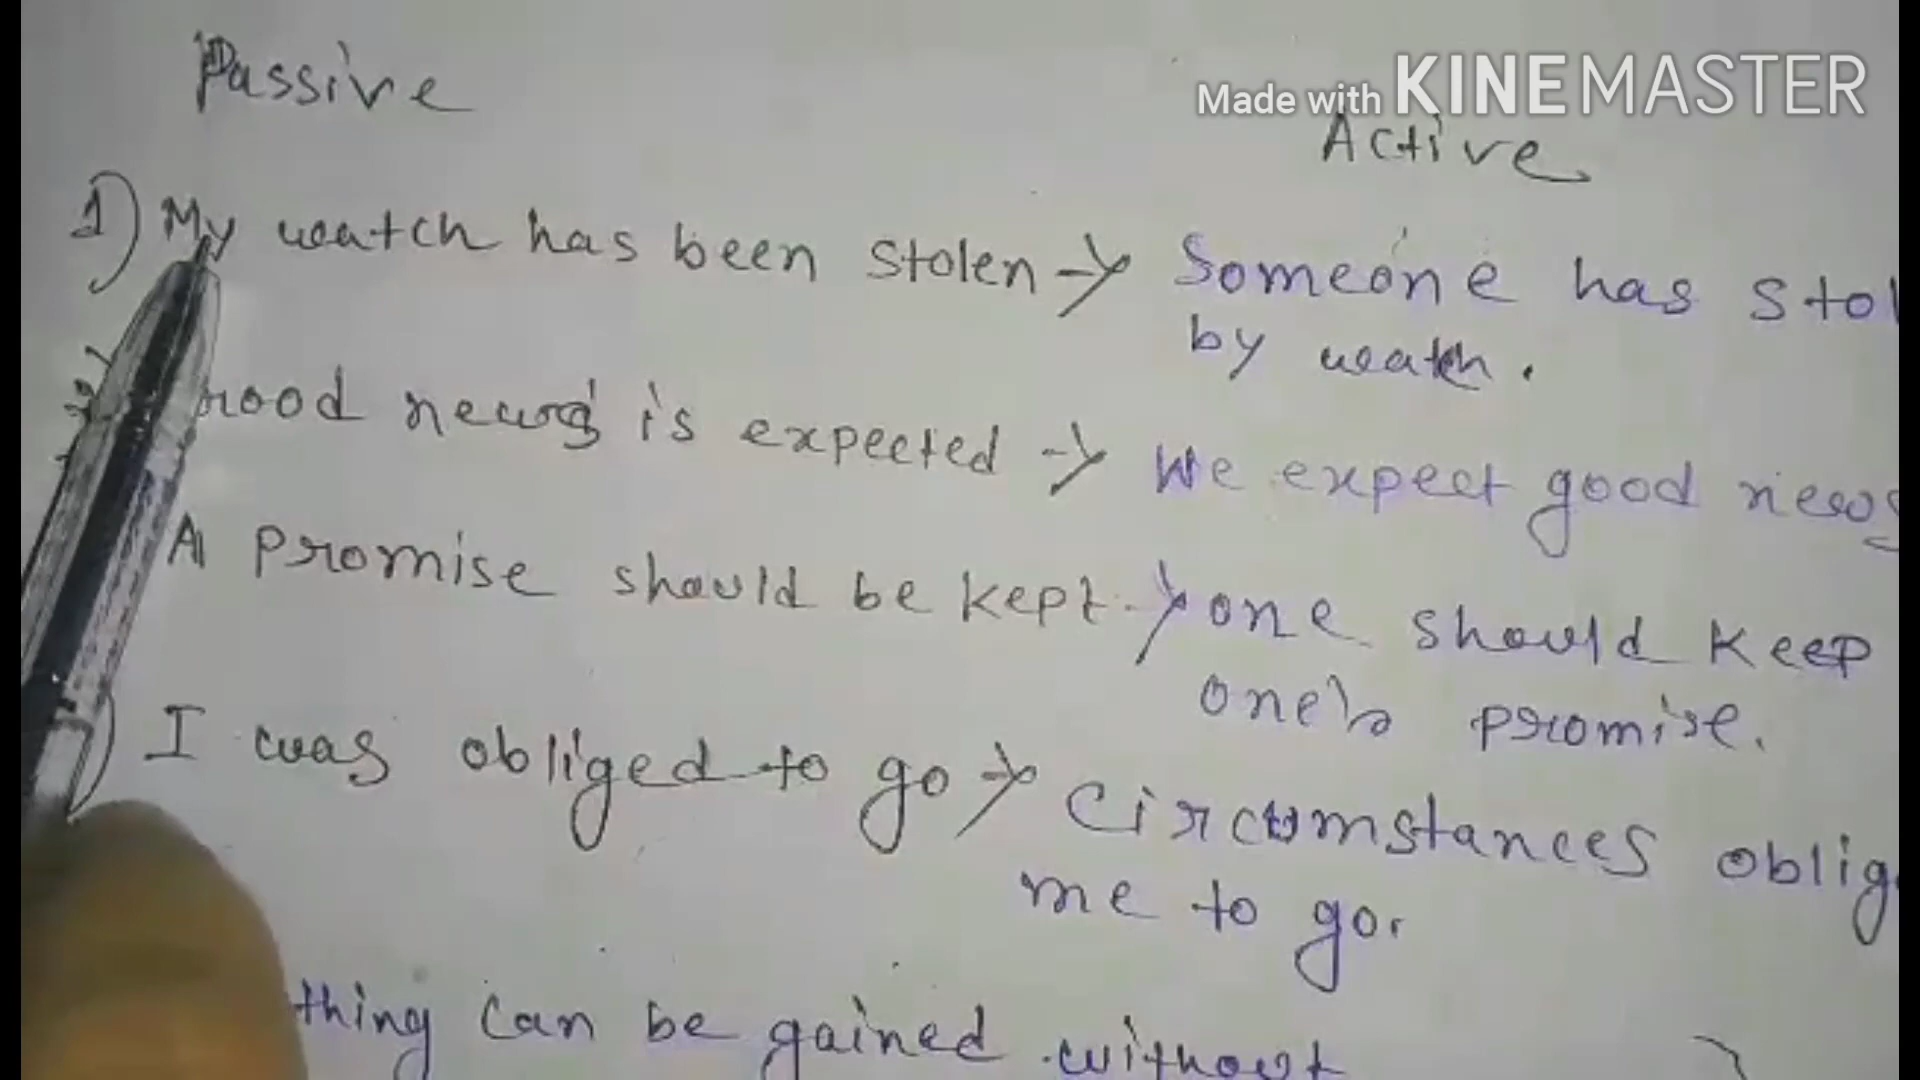 Passive
Made with KINEMASTER
Active
1) My watch has been stolen → Someone has stol
by watch.
ood news is expected → We expect good news
A promise should be kept → one should keep
one's promise.
I was obliged to go → circumstances oblig
me to go.
thing can be gained without